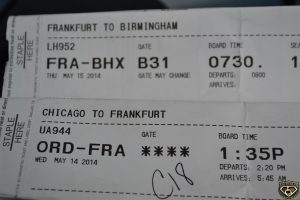 FRANKFURT TO BIRMINGHAM
STAPLE HERE
LH952 GATE BOARD TIME
FRA-BHX B31 0730.
THU MAY 15 2014 GATE MAY CHANGE DEPARTS: 0800
ARRIVES:
CHICAGO TO FRANKFURT
STAPLE HERE
UA944 GATE BOARD TIME
ORD-FRA **** 1:35P
WED MAY 14 2014 DEPARTS: 2:20 PM
C18 ARRIVES: 5:45 AM